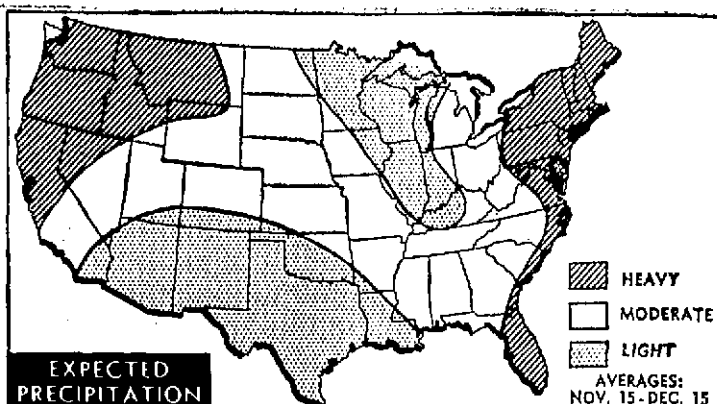 HEAVY
MODERATE
LIGHT
AVERAGES:
NOV. 15 - DEC. 15
EXPECTED
PRECIPITATION